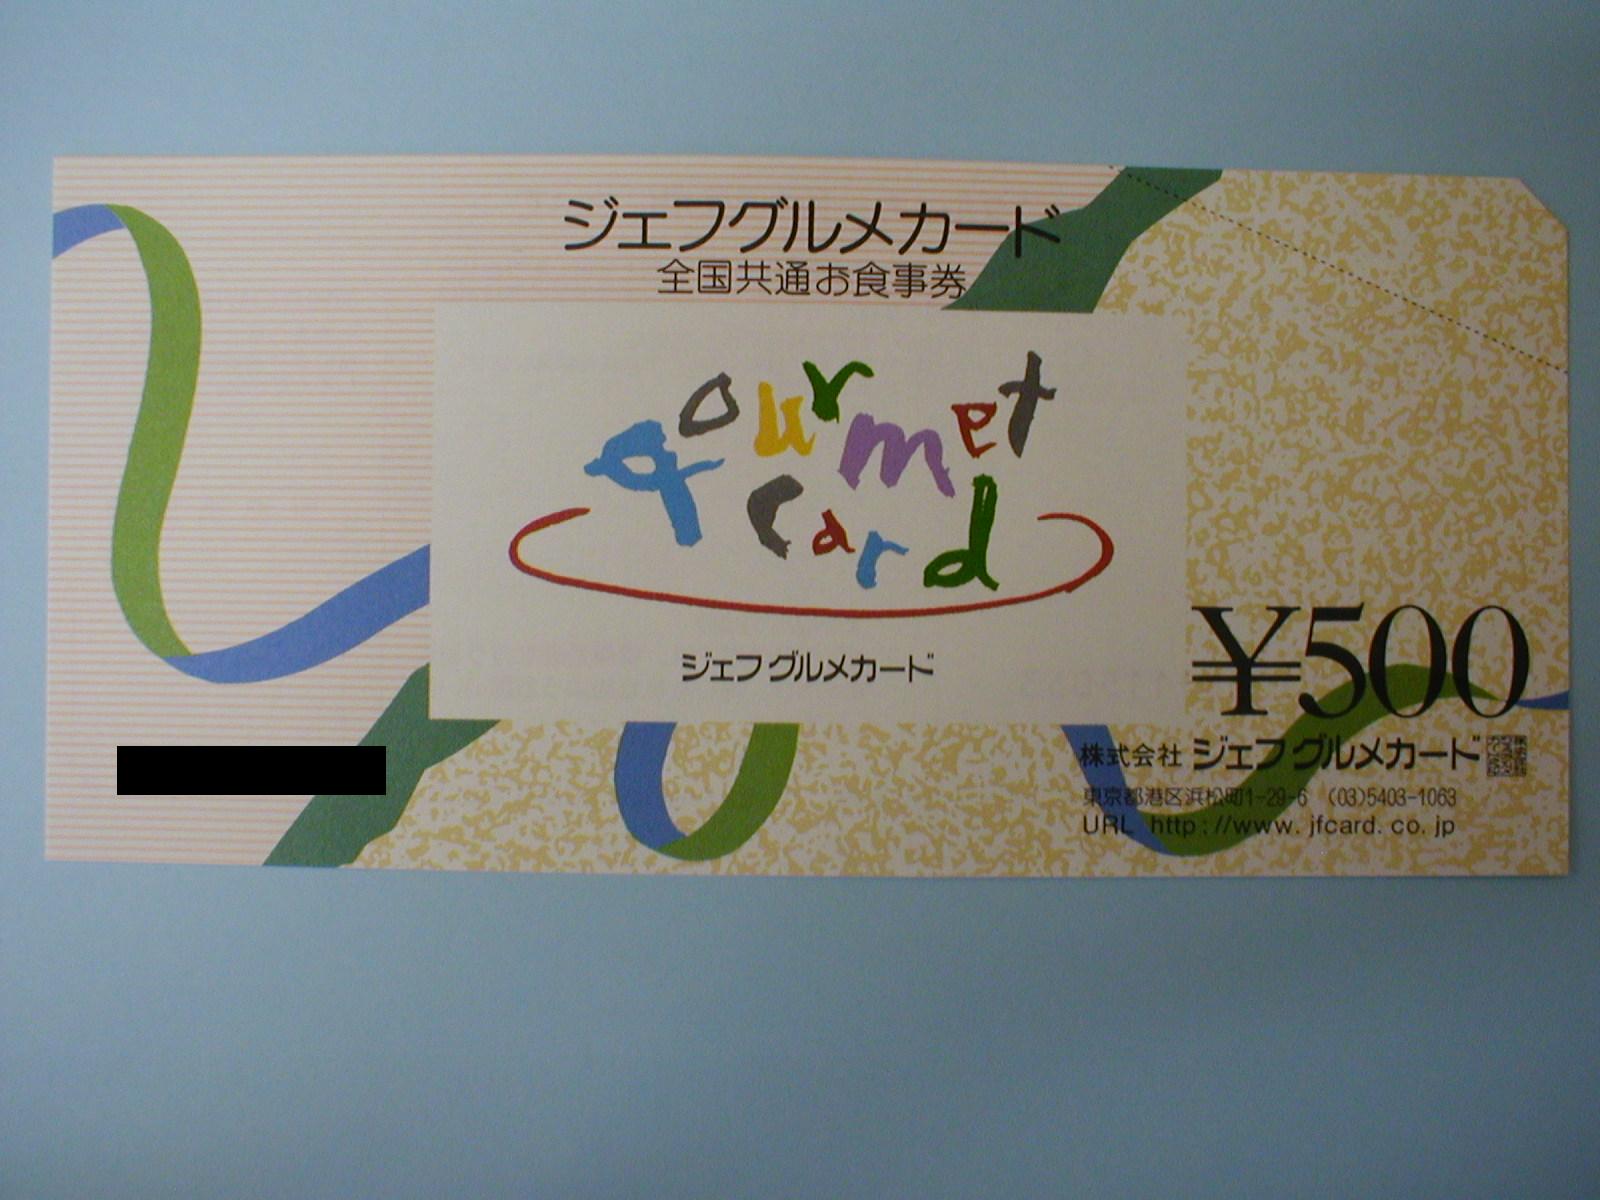 ジェフグルメカード
全国共通お食事券
gourmet
card
ジェフグルメカード
¥500
株式会社 ジェフグルメカード
東京都港区浜松町1-29-6 (03)5403-1063
URL http://www.jfcard.co.jp